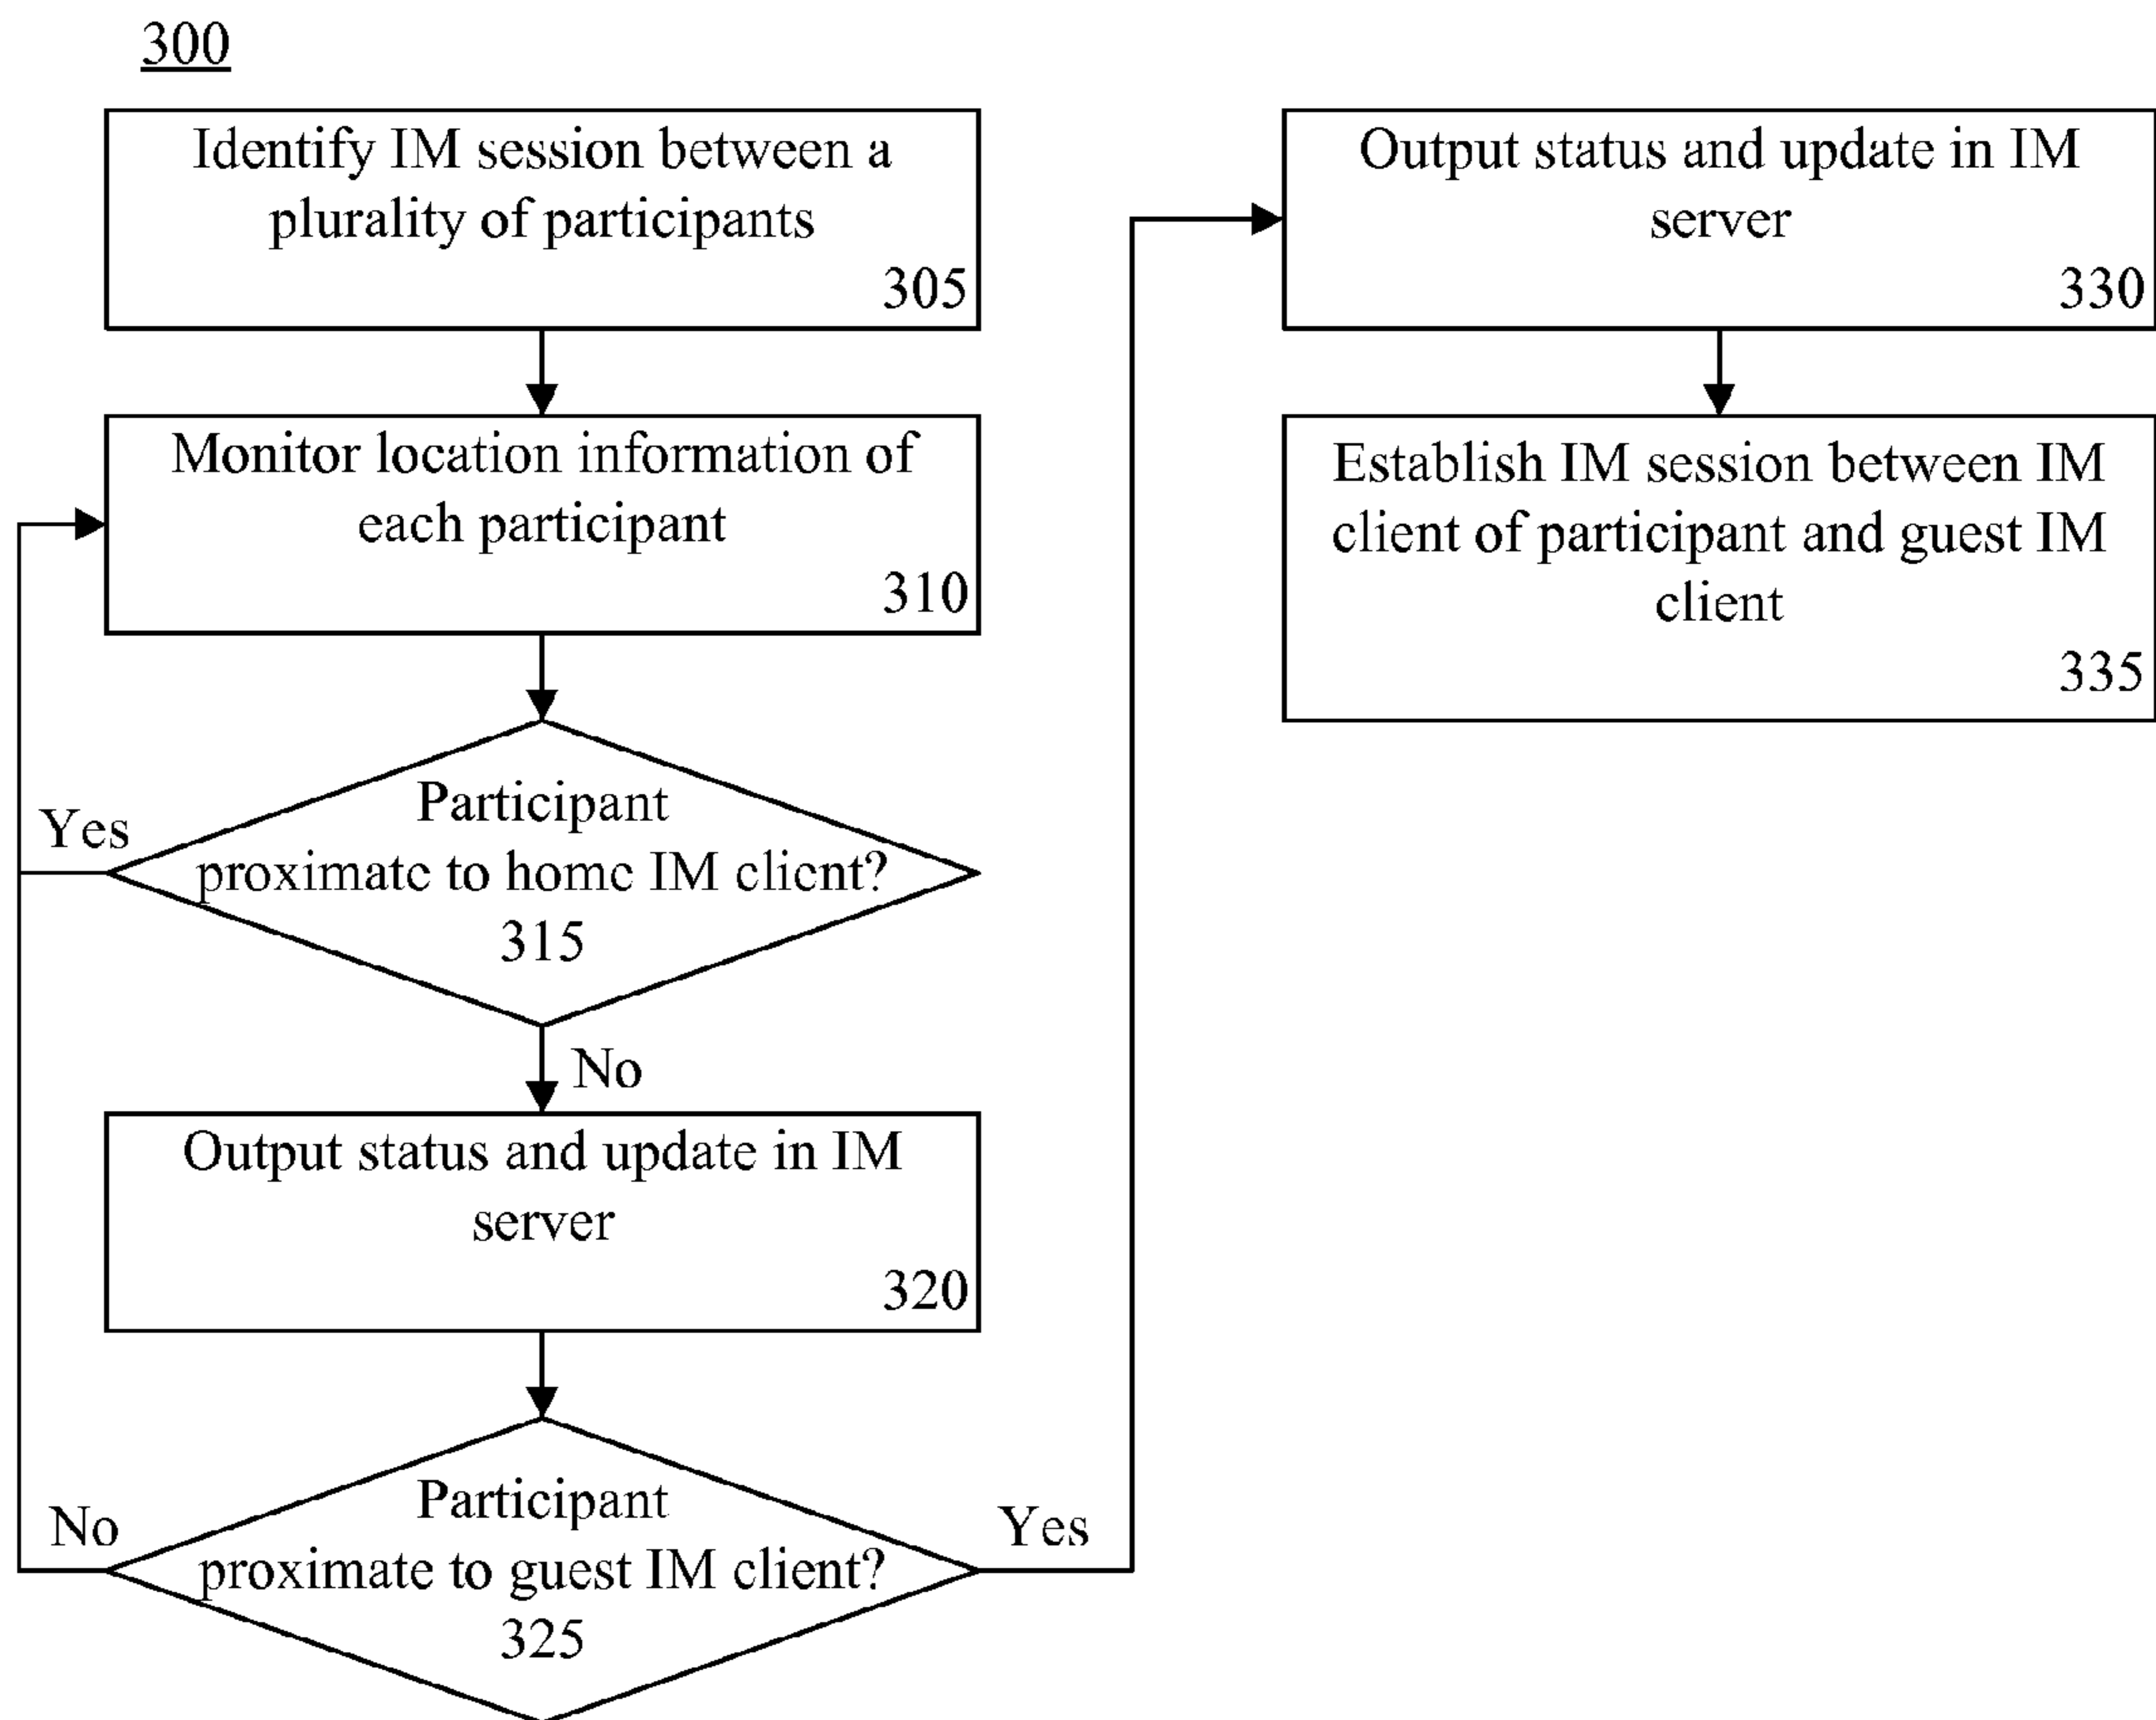 300
Identify IM session between a
plurality of participants
305
Monitor location information of
each participant
310
Participant
proximate to home IM client?
315
Yes
No
Output status and update in IM
server
320
Participant
proximate to guest IM client?
325
No
Yes
Output status and update in IM
server
330
Establish IM session between IM
client of participant and guest IM
client
335